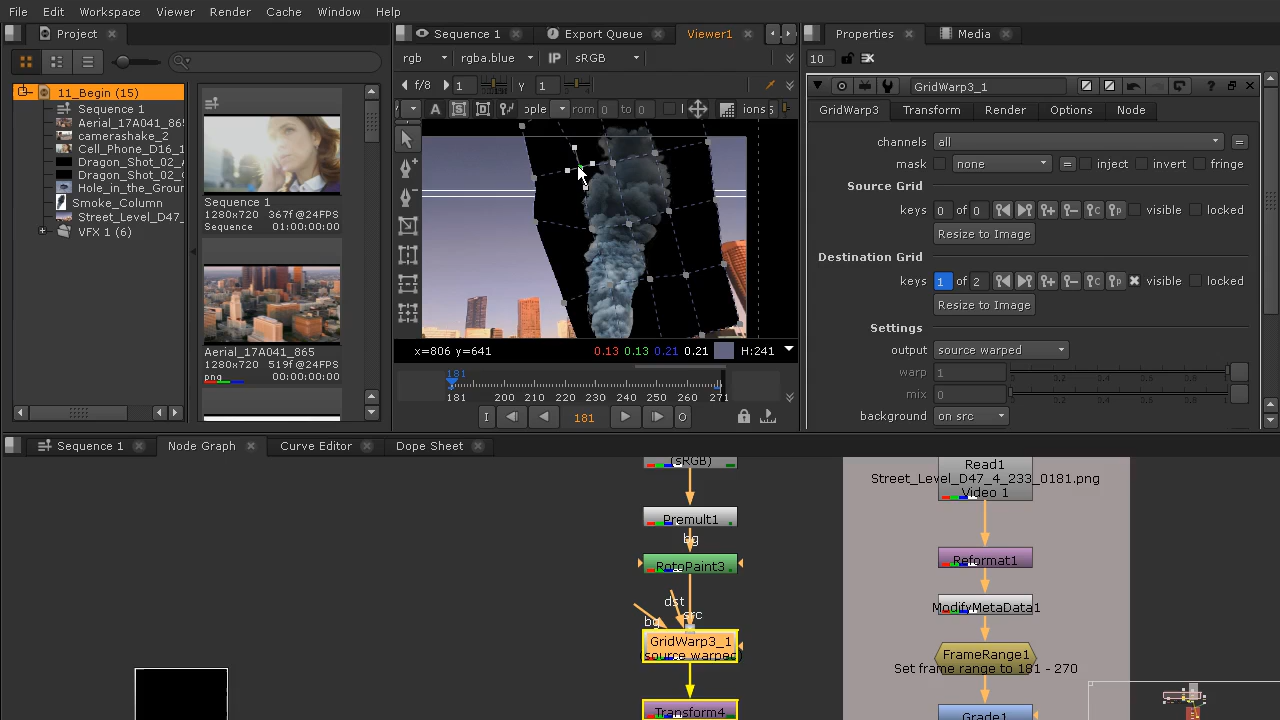 File Edit Workspace Viewer Render Cache Window Help
Project
11_Begin (15)
Sequence 1
Aerial_17A041_865
camerashake_2
Cell_Phone_D16_1
Dragon_Shot_02_
Dragon_Shot_02_
Hole_in_the_Groun
Smoke_Column
Street_Level_D47_
VFX 1 (6)
Sequence 1
1280x720 367f@24FPS
Sequence 01:00:00:00
Aerial_17A041_865
1280x720 519f@24FPS
png 00:00:00:00
Sequence 1 Export Queue Viewer1
rgb rgba.blue IP sRGB
f/8 1 y 1
A S D ople rom 0 to 0 I ions
x=806 y=641 0.13 0.13 0.21 0.21 H:241
181
181 200 210 220 230 240 250 271
I 181 O
Properties Media
10
GridWarp3_1
GridWarp3 Transform Render Options Node
channels all =
mask none = inject invert fringe
Source Grid
keys 0 of 0 visible locked
Resize to Image
Destination Grid
keys 1 of 2 visible locked
Resize to Image
Settings
output source warped
warp 1
mix 0
background on src
Sequence 1 Node Graph Curve Editor Dope Sheet
(sRGB)
Premult1
bg
RotoPaint3
dst
src
bg
GridWarp3_1
(source warped
Transform4
Read1
Street_Level_D47_4_233_0181.png
Video 1
Reformat1
ModifyMetaData1
FrameRange1
Set frame range to 181 - 270
Grade1